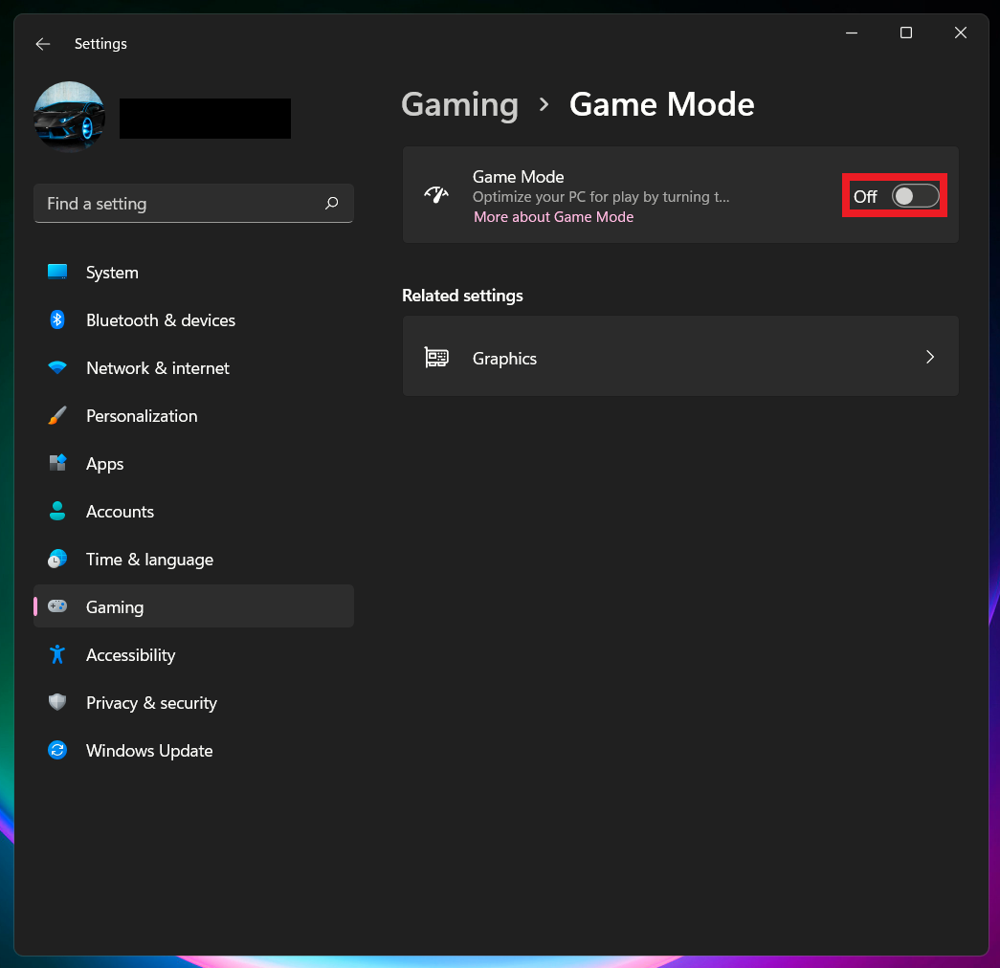 Settings
Gaming > Game Mode
Find a setting
Game Mode
Optimize your PC for play by turning t...
More about Game Mode
Off
Related settings
Graphics
System
Bluetooth & devices
Network & internet
Personalization
Apps
Accounts
Time & language
Gaming
Accessibility
Privacy & security
Windows Update